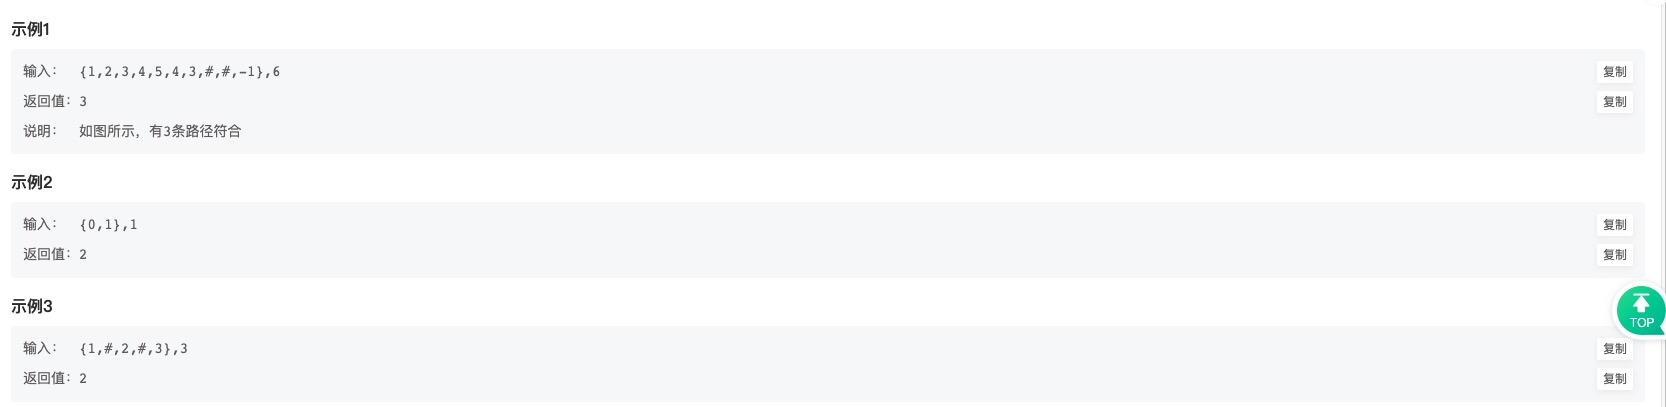 示例1
输入： {1,2,3,4,5,4,3,#,#,-1},6
复制
返回值：3
复制
说明： 如图所示，有3条路径符合
示例2
输入： {0,1},1
复制
返回值：2
复制
示例3
TOP
输入： {1,#,2,#,3},3
复制
返回值：2
复制